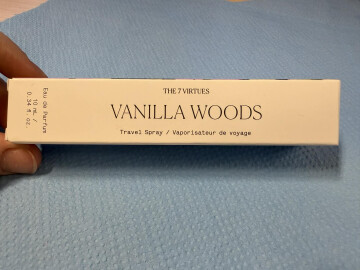 THE 7 VIRTUES
VANILLA WOODS
Travel Spray / Vaporisateur de voyage
Eau de Parfum
10 mL /
0.34 fl. oz.